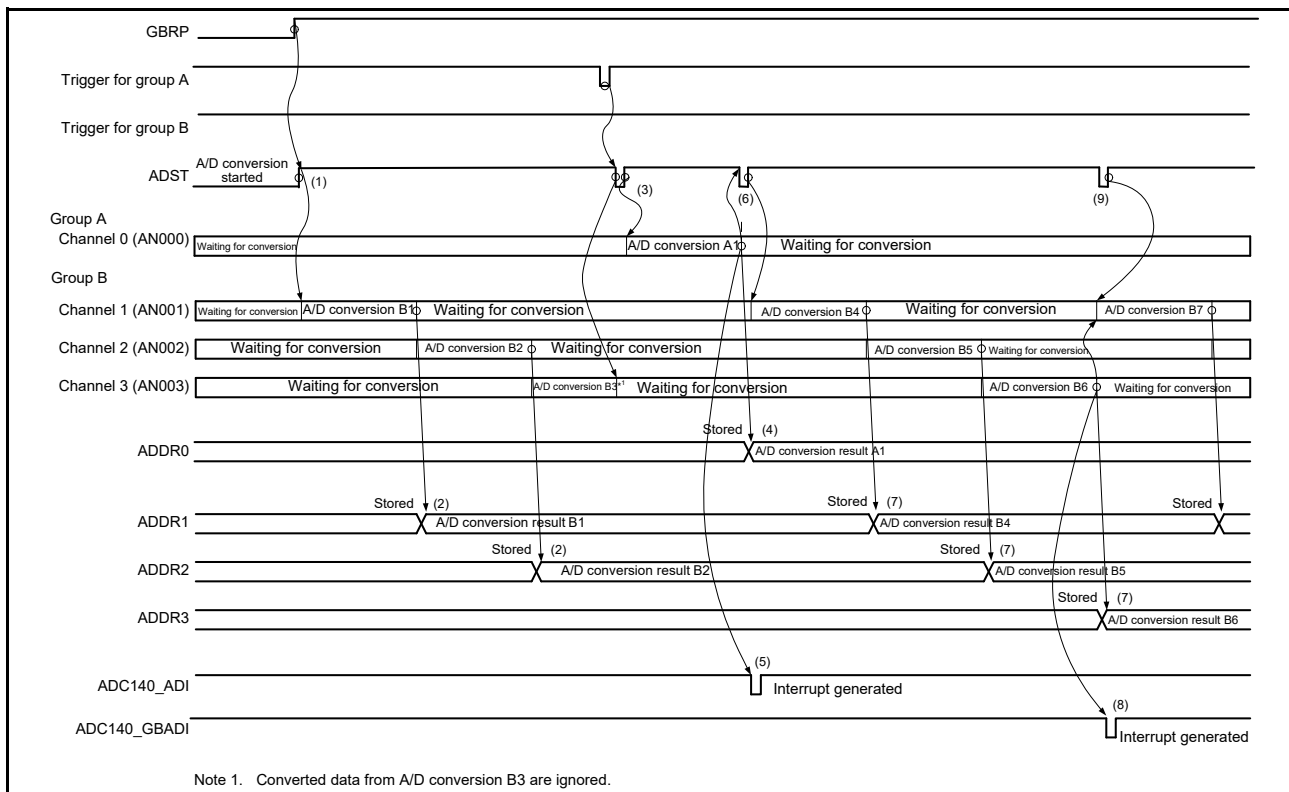 GBRP
Trigger for group A
Trigger for group B
A/D conversion
started
ADST
(1)
(3)
(6)
(9)
Group A
Channel 0 (AN000)
Waiting for conversion
A/D conversion A1
Waiting for conversion
Group B
Channel 1 (AN001)
Waiting for conversion
A/D conversion B1
Waiting for conversion
A/D conversion B4
Waiting for conversion
A/D conversion B7
Channel 2 (AN002)
Waiting for conversion
A/D conversion B2
Waiting for conversion
A/D conversion B5
Waiting for conversion
Channel 3 (AN003)
Waiting for conversion
A/D conversion B3*1
Waiting for conversion
A/D conversion B6
Waiting for conversion
Stored (4)
ADDR0
A/D conversion result A1
Stored (2)
Stored (7)
Stored
ADDR1
A/D conversion result B1
A/D conversion result B4
Stored (2)
Stored (7)
ADDR2
A/D conversion result B2
A/D conversion result B5
Stored (7)
ADDR3
A/D conversion result B6
(5)
ADC140_ADI
Interrupt generated
(8)
ADC140_GBADI
Interrupt generated
Note 1. Converted data from A/D conversion B3 are ignored.